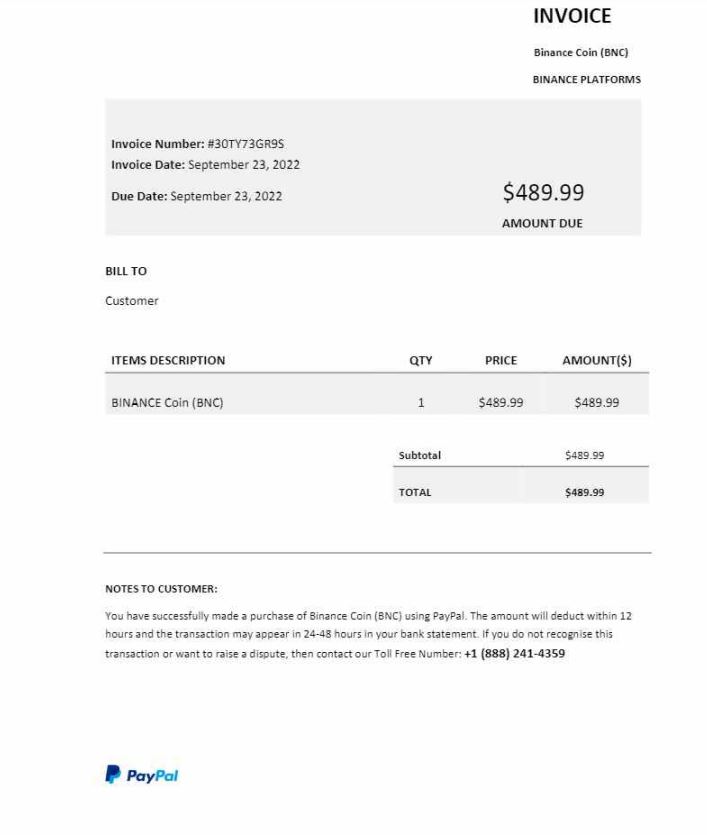 INVOICE
Binance Coin (BNC)
BINANCE PLATFORMS
Invoice Number: #30TY73GR9S
Invoice Date: September 23, 2022
Due Date: September 23, 2022
$489.99
AMOUNT DUE
BILL TO
Customer
ITEMS DESCRIPTION QTY PRICE AMOUNT($)
BINANCE Coin (BNC) 1 $489.99 $489.99
Subtotal $489.99
TOTAL $489.99
NOTES TO CUSTOMER:
You have successfully made a purchase of Binance Coin (BNC) using PayPal. The amount will deduct within 12
hours and the transaction may appear in 24-48 hours in your bank statement. If you do not recognise this
transaction or want to raise a dispute, then contact our Toll Free Number: +1 (888) 241-4359
PayPal